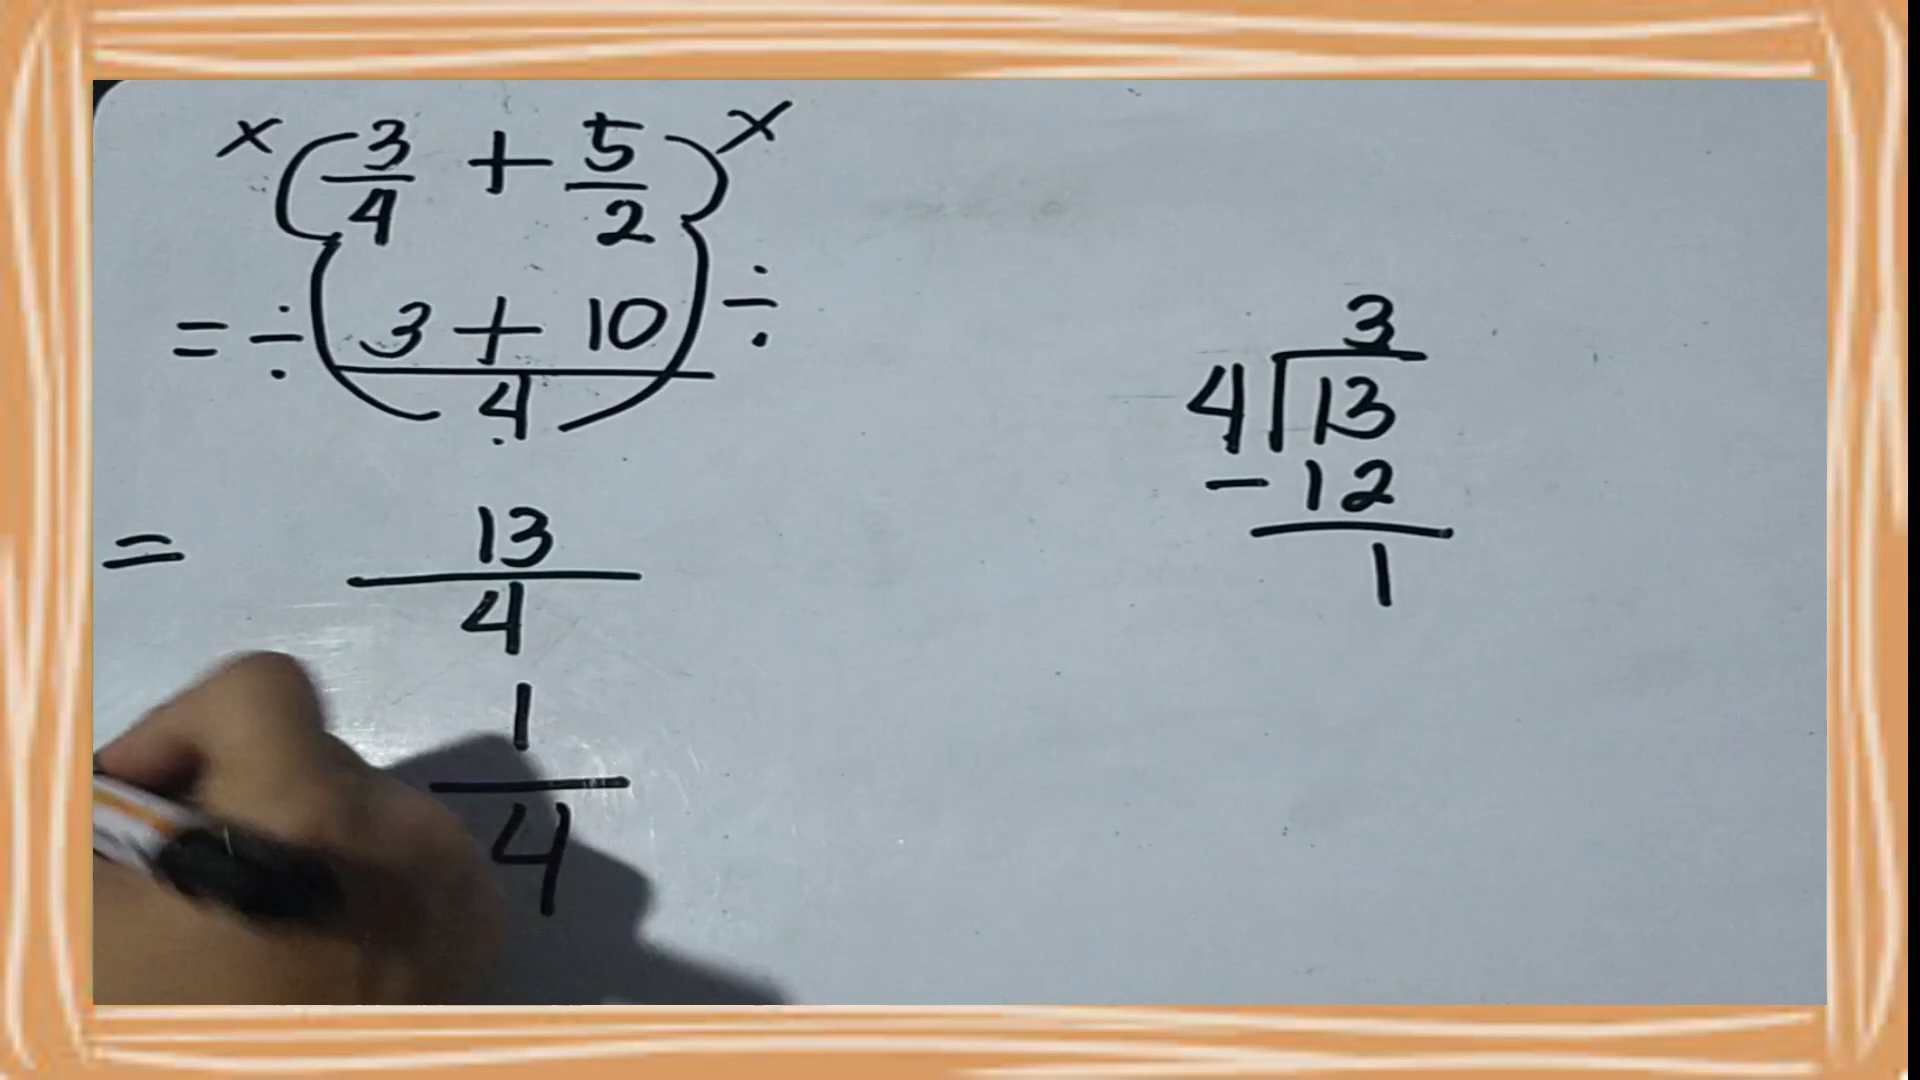 × ( 3/4 + 5/2 ) ×
= ÷ ( 3 + 10 / 4 ) ÷
= 13/4
1/4
3
4 ) 13
- 12
1